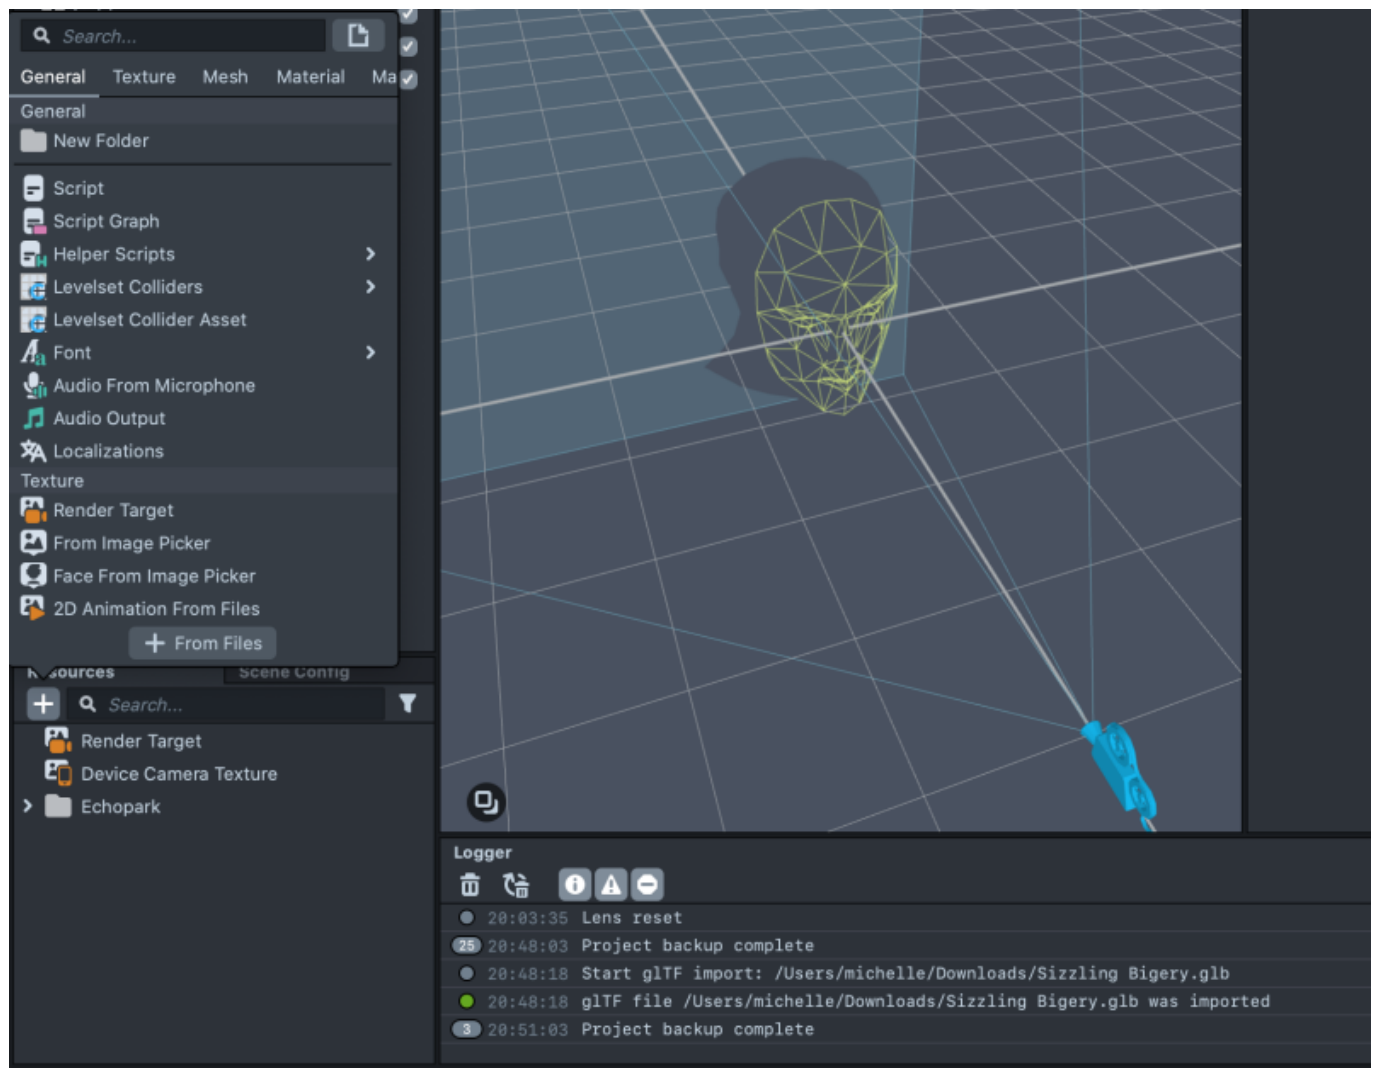 Search...
General Texture Mesh Material Ma
General
New Folder
Script
Script Graph
Helper Scripts
Levelset Colliders
Levelset Collider Asset
Font
Audio From Microphone
Audio Output
Localizations
Texture
Render Target
From Image Picker
Face From Image Picker
2D Animation From Files
+ From Files
Resources Scene Config
Search...
Render Target
Device Camera Texture
Echopark
Logger
20:03:35 Lens reset
25 20:48:03 Project backup complete
20:48:18 Start glTF import: /Users/michelle/Downloads/Sizzling Bigery.glb
20:48:18 glTF file /Users/michelle/Downloads/Sizzling Bigery.glb was imported
3 20:51:03 Project backup complete